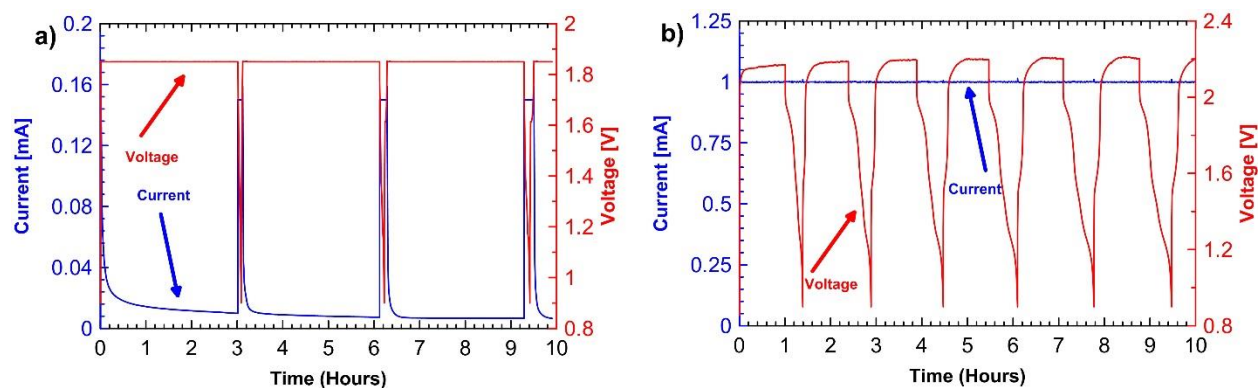 a)
Current [mA]
0.2
0.16
0.12
0.08
0.04
0
Voltage
Current
2
1.8
1.6
1.4
1.2
1
0.8
Voltage [V]
0 1 2 3 4 5 6 7 8 9 10
Time (Hours)
b)
Current [mA]
1.25
1
0.75
0.5
0.25
0
Current
Voltage
2.4
2.1
1.8
1.5
1.2
0.8
Voltage [V]
0 1 2 3 4 5 6 7 8 9 10
Time (Hours)